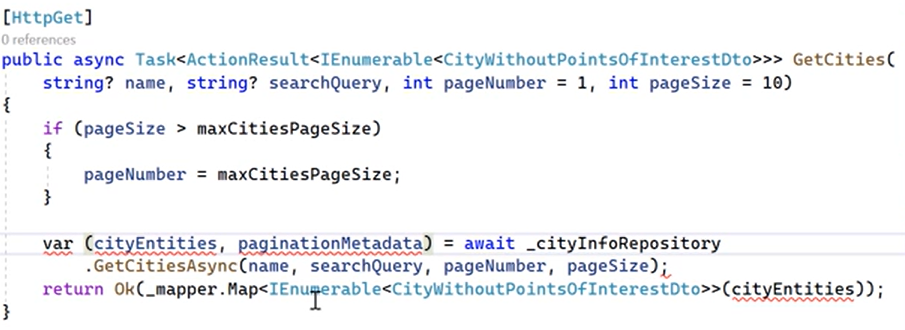 [HttpGet]
0 references
public async Task<ActionResult<IEnumerable<CityWithoutPointsOfInterestDto>>> GetCities(
    string? name, string? searchQuery, int pageNumber = 1, int pageSize = 10)
{
    if (pageSize > maxCitiesPageSize)
    {
        pageNumber = maxCitiesPageSize;
    }
    var (cityEntities, paginationMetadata) = await _cityInfoRepository
        .GetCitiesAsync(name, searchQuery, pageNumber, pageSize);
    return Ok(_mapper.Map<IEnumerable<CityWithoutPointsOfInterestDto>>(cityEntities));
}